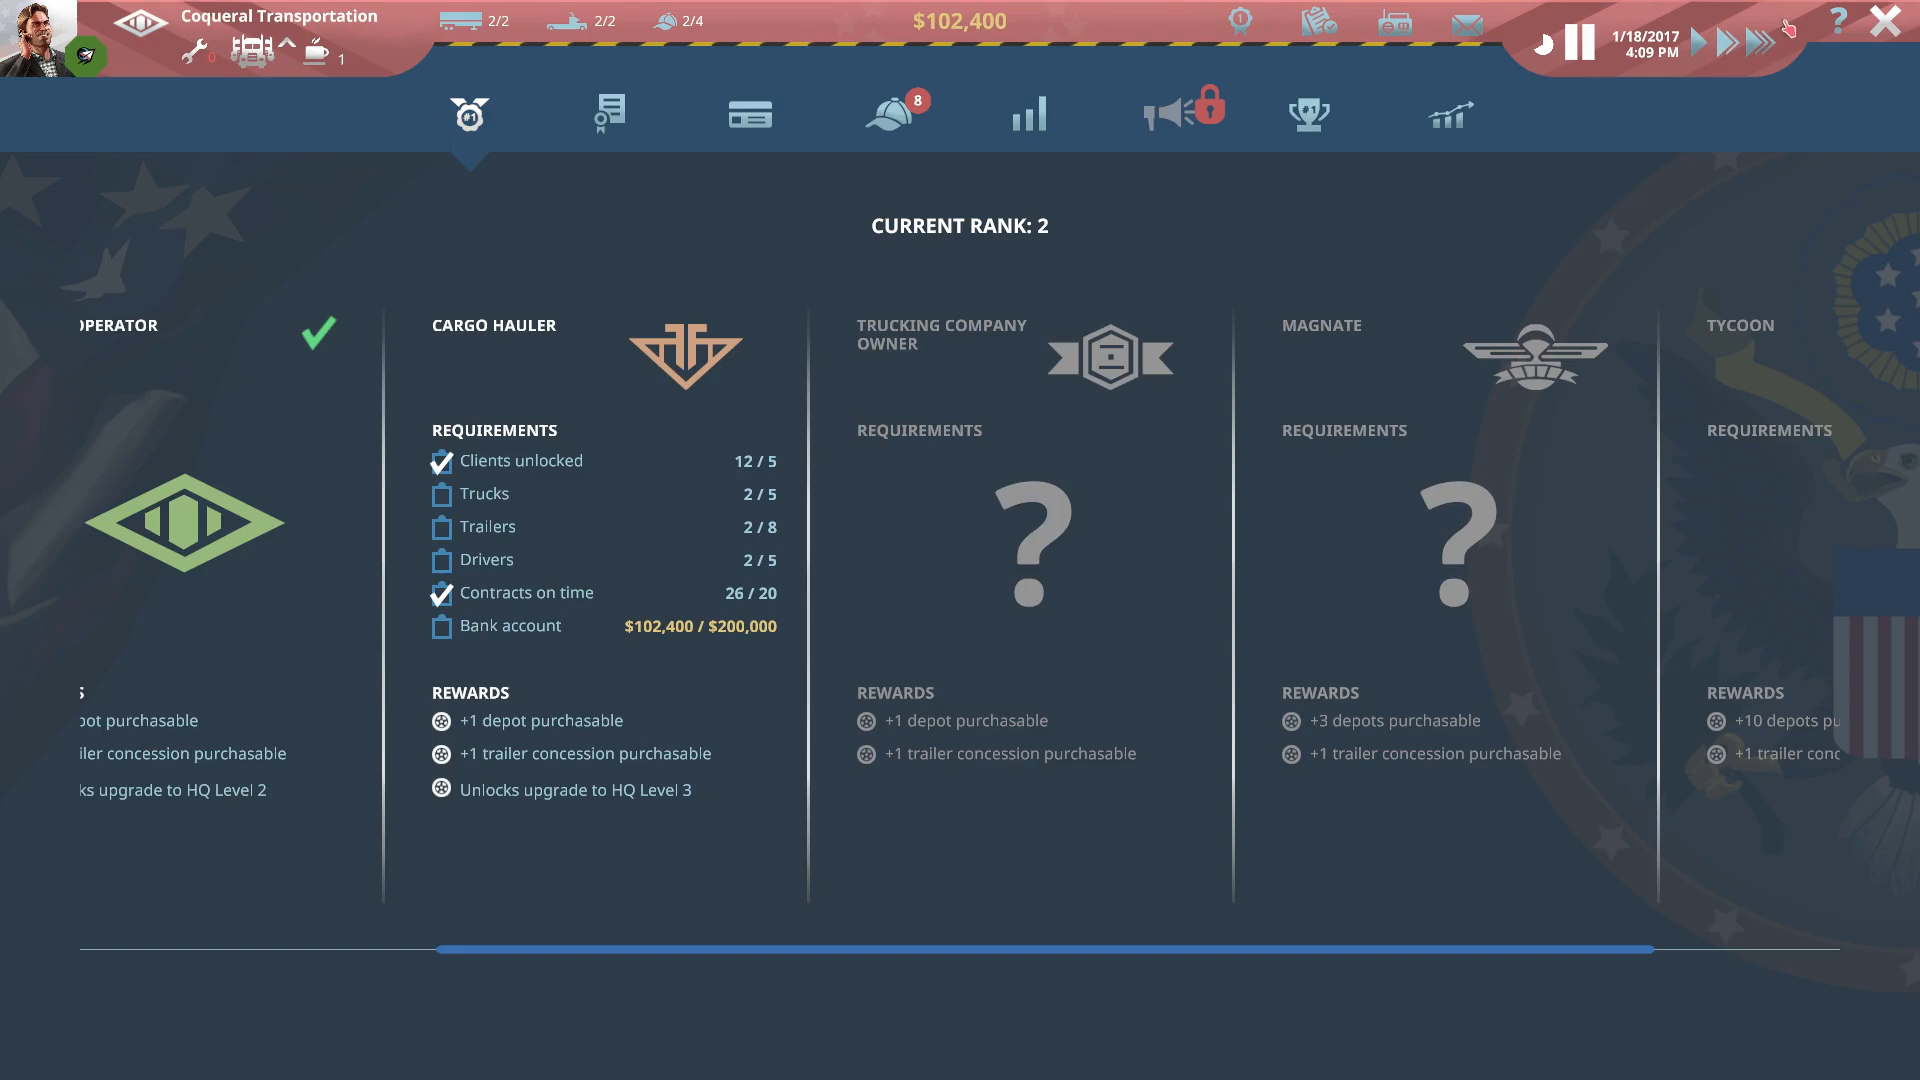 Coqueral Transportation
2/2
2/2
2/4
$102,400
1
?
0
1
1/18/2017
4:09 PM
#1
8
#1
CURRENT RANK: 2
OPERATOR
CARGO HAULER
TRUCKING COMPANY
OWNER
MAGNATE
TYCOON
REQUIREMENTS
REQUIREMENTS
REQUIREMENTS
REQUIREMENTS
Clients unlocked 12 / 5
Trucks 2 / 5
Trailers 2 / 8
Drivers 2 / 5
Contracts on time 26 / 20
Bank account $102,400 / $200,000
?
?
S
REWARDS
REWARDS
REWARDS
REWARDS
pot purchasable
+1 depot purchasable
+1 depot purchasable
+3 depots purchasable
+10 depots pu
iler concession purchasable
+1 trailer concession purchasable
+1 trailer concession purchasable
+1 trailer concession purchasable
+1 trailer conc
ks upgrade to HQ Level 2
Unlocks upgrade to HQ Level 3